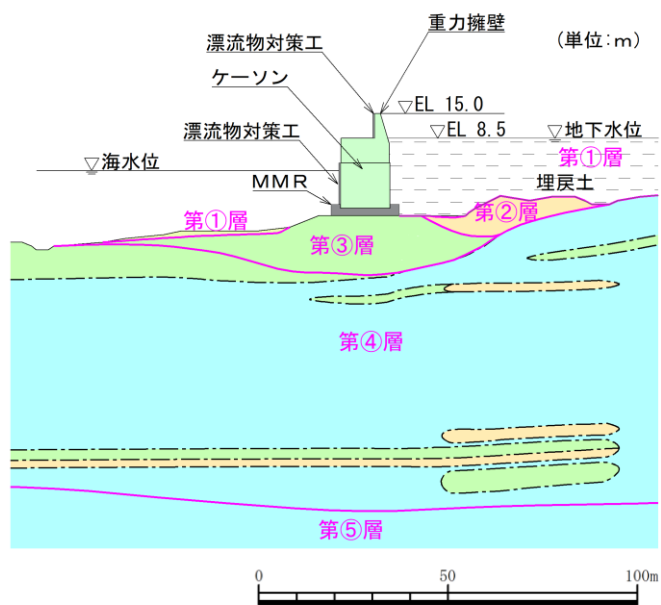 重力擁壁
漂流物対策工
(単位:m)
ケーソン
▽EL 15.0
▽EL 8.5
▽地下水位
漂流物対策工
▽海水位
第①層
MMR
埋戻土
第①層
第②層
第③層
第④層
第⑤層
0 50 100m